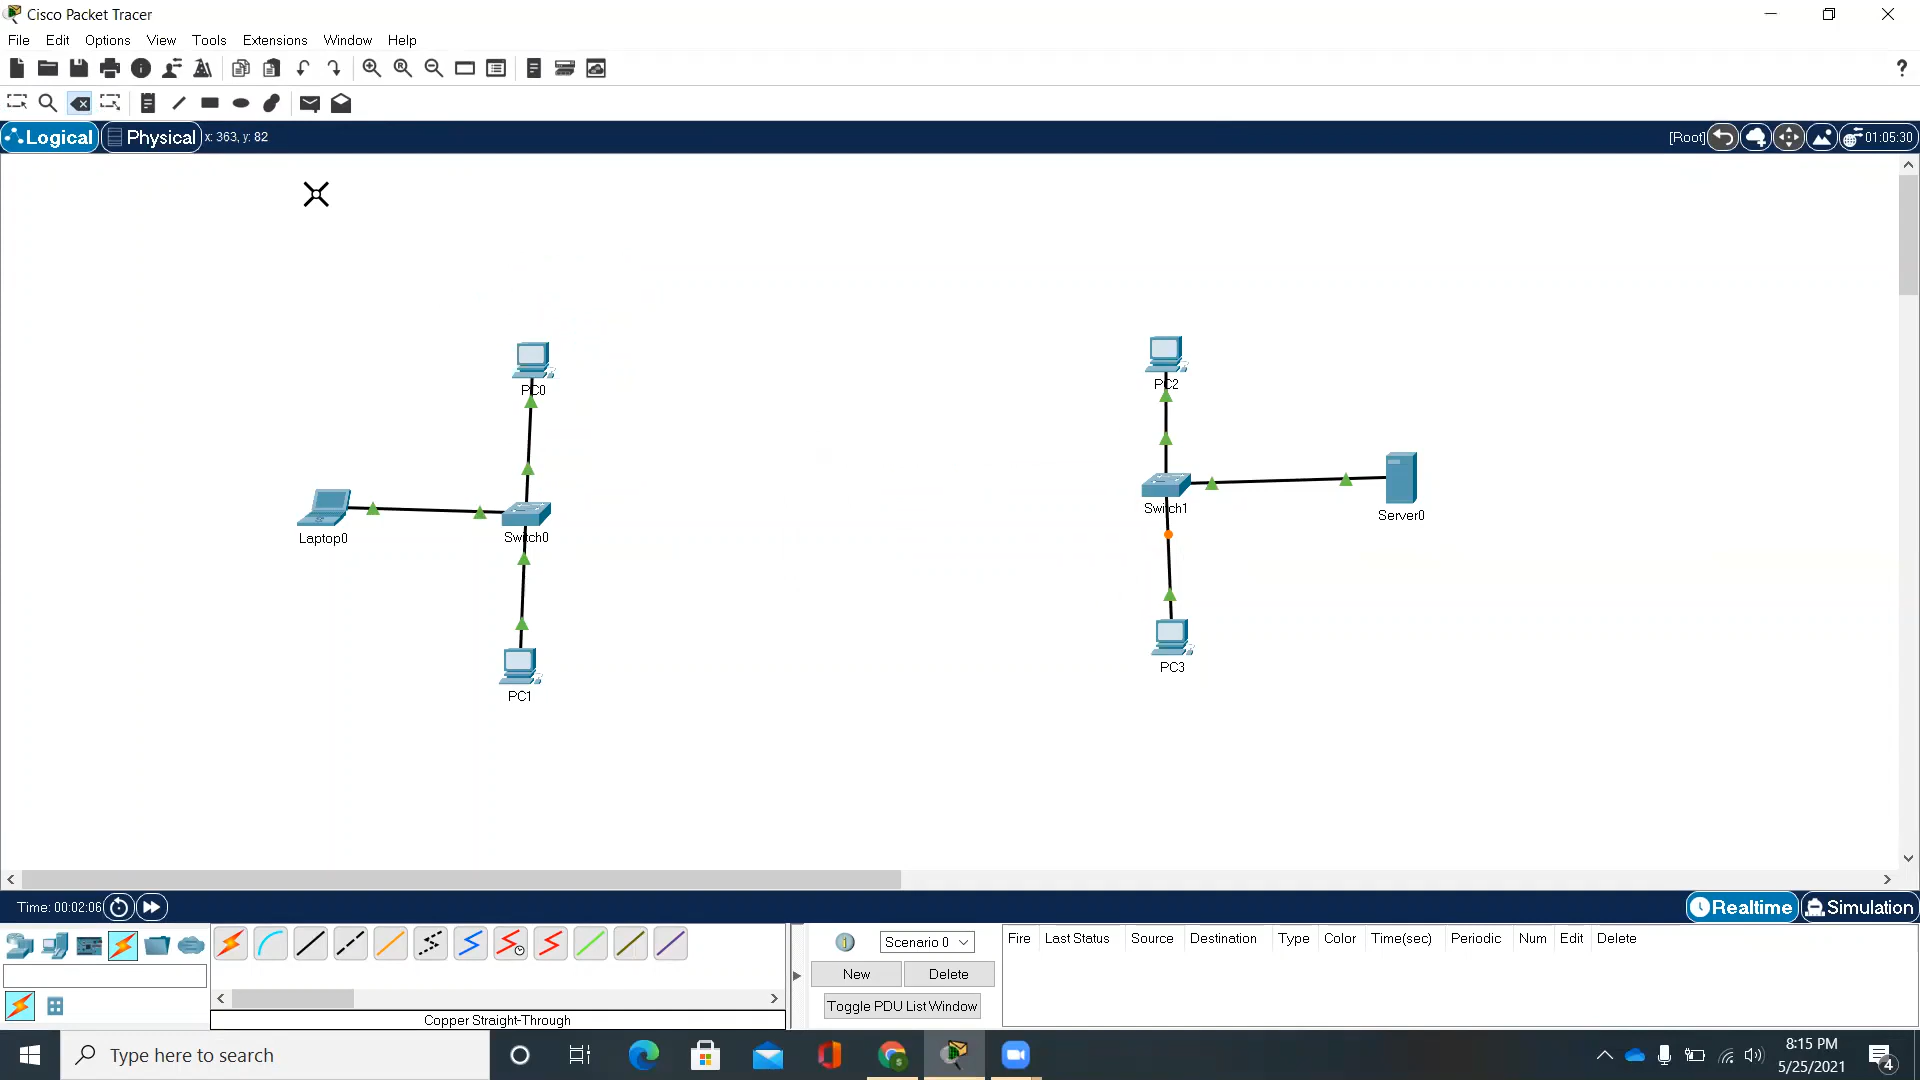 Cisco Packet Tracer
File Edit Options View Tools Extensions Window Help
?
Logical Physical x: 363, y: 82 [Root] 01:05:30
PC0
PC2
Laptop0
Switch0
Switch1
Server0
PC1
PC3
Time: 00:02:06 Realtime Simulation
Scenario 0
New Delete
Toggle PDU List Window
Fire Last Status Source Destination Type Color Time(sec) Periodic Num Edit Delete
Copper Straight-Through
Type here to search
8:15 PM
5/25/2021
4